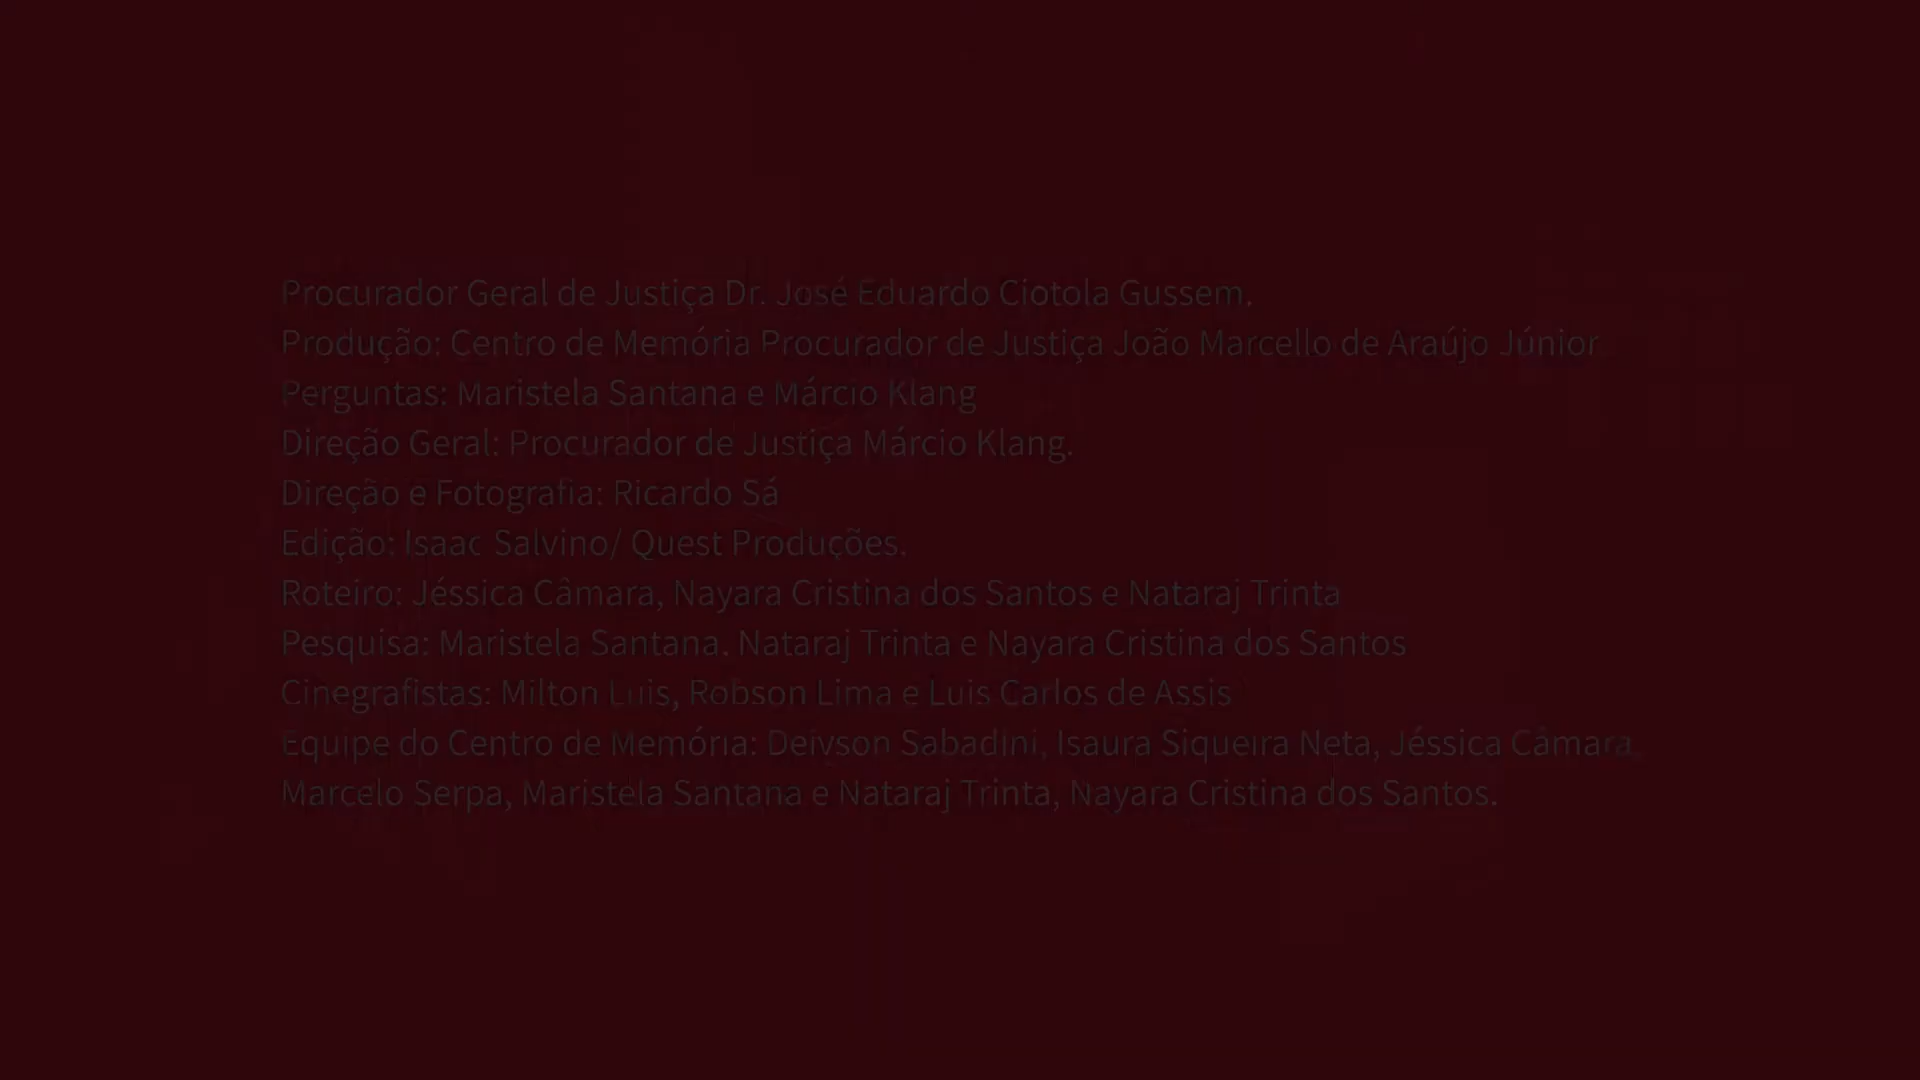 Procurador Geral de Justiça Dr. José Eduardo Ciotola Gussem.
Produção: Centro de Memória Procurador de Justiça João Marcello de Araújo Júnior
Perguntas: Maristela Santana e Márcio Klang
Direção Geral: Procurador de Justiça Márcio Klang.
Direção e Fotografia: Ricardo Sá
Edição: Isaac Salvino/ Quest Produções.
Roteiro: Jéssica Câmara, Nayara Cristina dos Santos e Nataraj Trinta
Pesquisa: Maristela Santana. Nataraj Trinta e Nayara Cristina dos Santos
Cinegrafistas: Milton Luis, Robson Lima e Luis Carlos de Assis
Equipe do Centro de Memória: Deivson Sabadini, Isaura Siqueira Neta, Jéssica Câmara,
Marcelo Serpa, Maristela Santana e Nataraj Trinta, Nayara Cristina dos Santos.